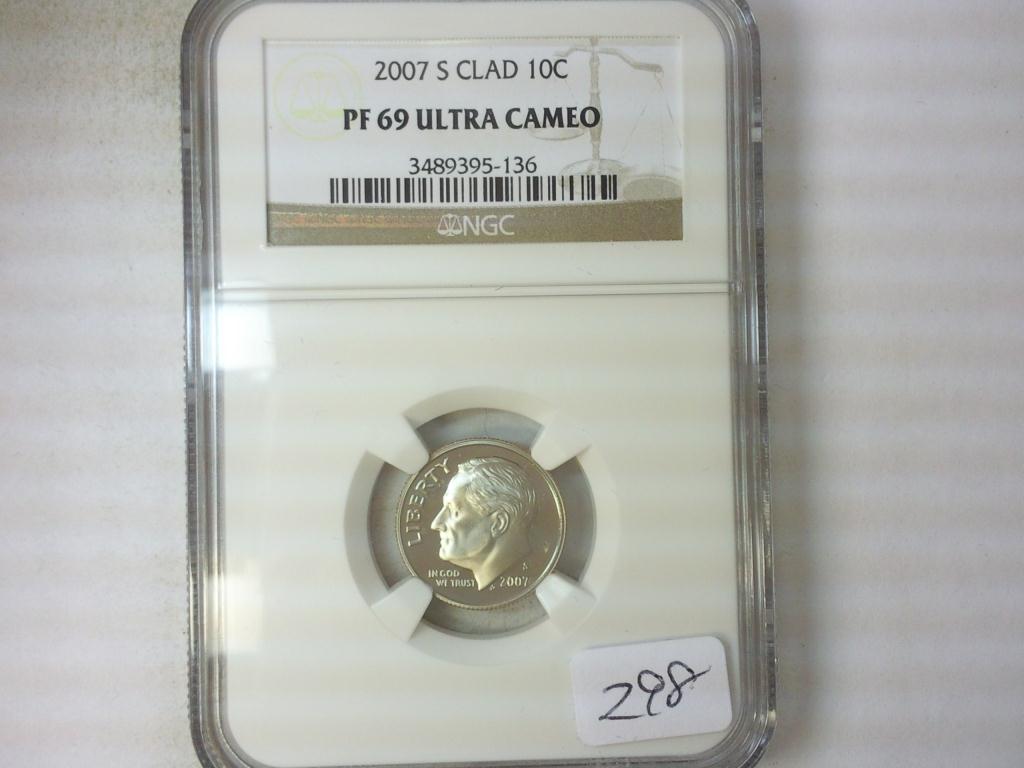 2007 S CLAD 10C
PF 69 ULTRA CAMEO
3489395-136
NGC
LIBERTY
IN GOD
WE TRUST
2007
298